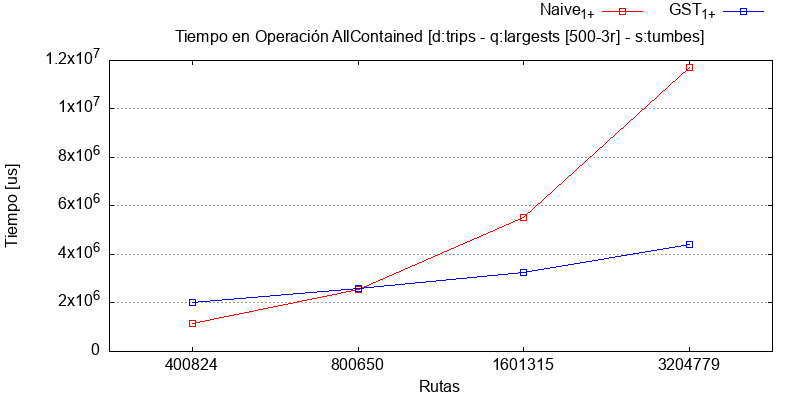 Naive1+ GST1+
Tiempo en Operación AllContained [d:trips - q:largests [500-3r] - s:tumbes]
1.2x10^7
1x10^7
8x10^6
6x10^6
4x10^6
2x10^6
0
Tiempo [us]
400824 800650 1601315 3204779
Rutas